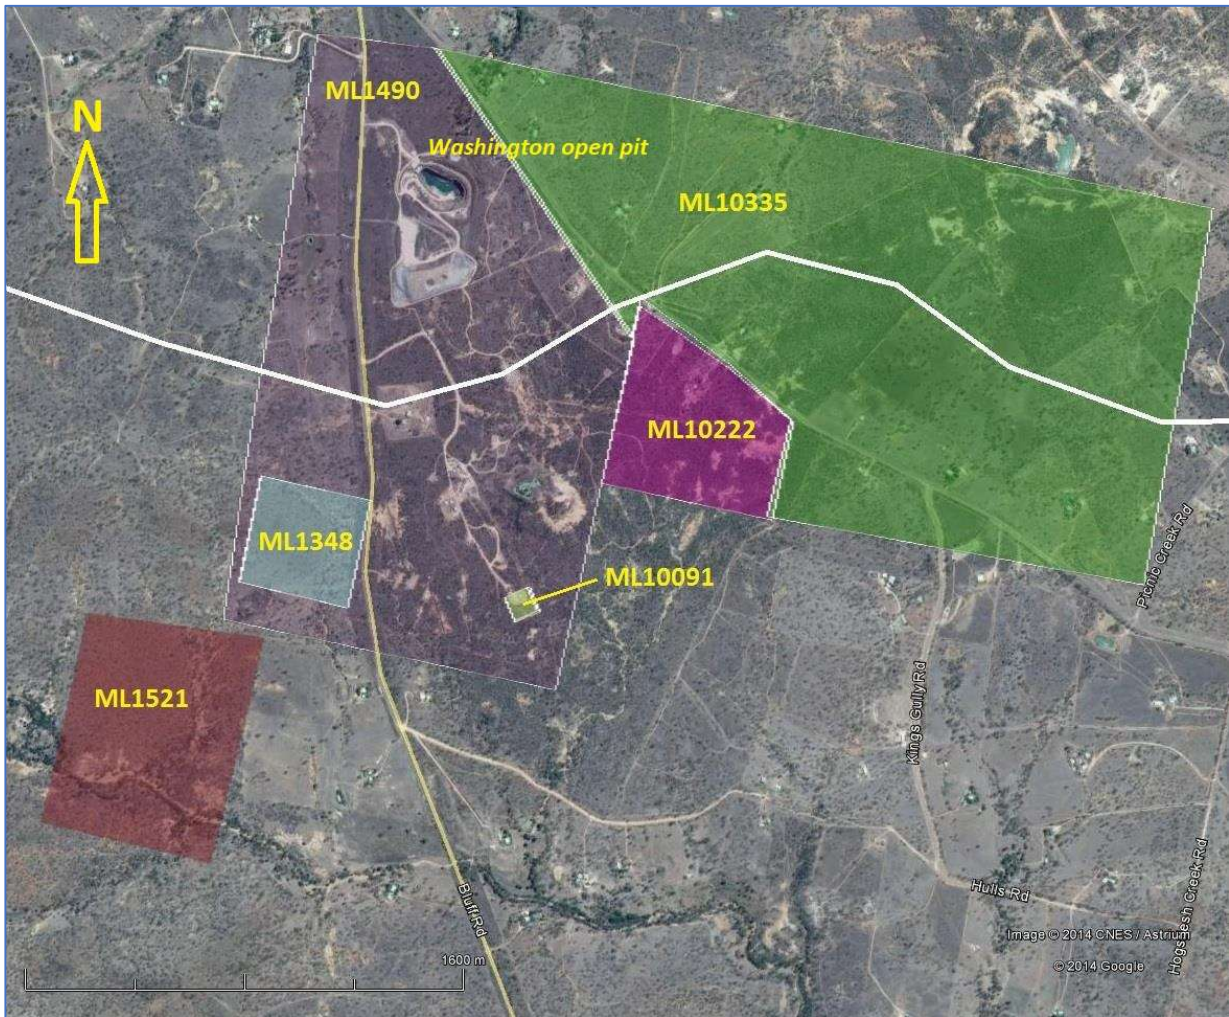 ML1490
N
Washington open pit
ML10335
ML10222
ML1348
ML10091
ML1521
Picnic Creek Rd
Kings Gully Rd
Bluff Rd
Hulls Rd
Hogsflesh Creek Rd
Image © 2014 CNES / Astrium
© 2014 Google
1600 m